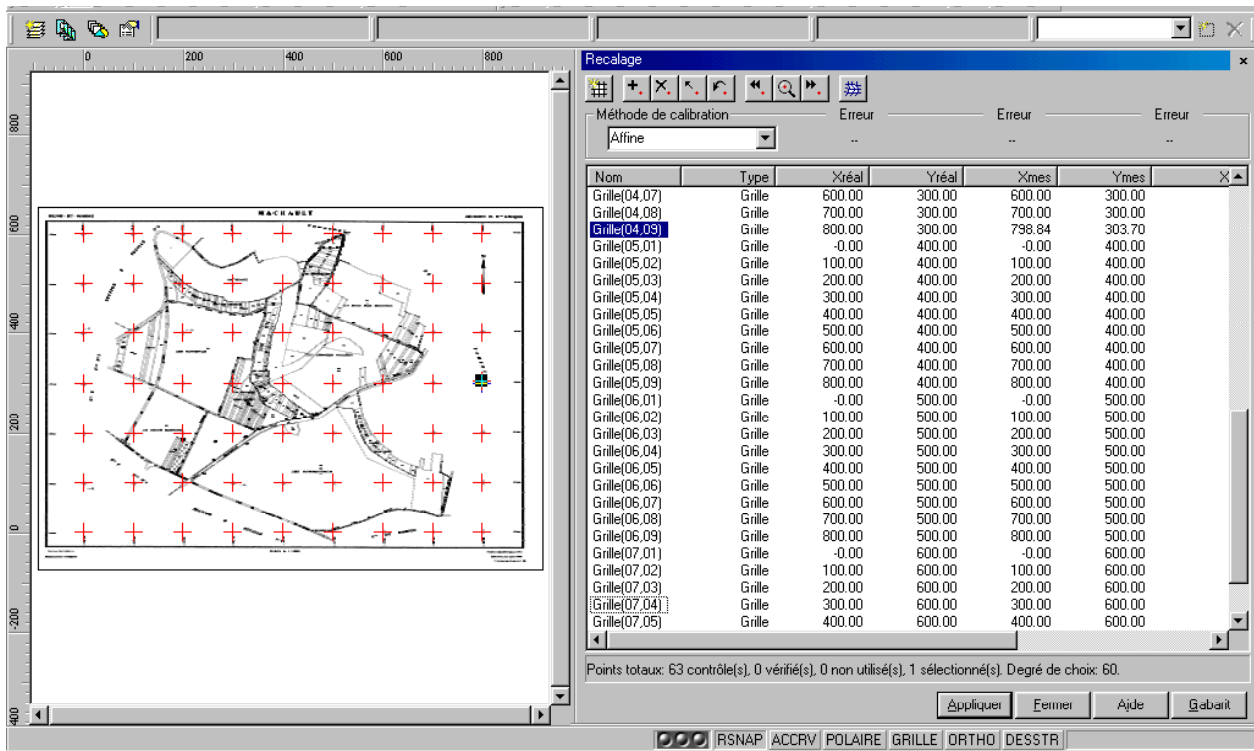 0 200 400 600 800
Recalage
Méthode de calibration
Erreur Erreur Erreur
Affine
-- -- --
Nom Type Xréal Yréal Xmes Ymes X
Grille(04,07) Grille 600.00 300.00 600.00 300.00
Grille(04,08) Grille 700.00 300.00 700.00 300.00
Grille(04,09) Grille 800.00 300.00 798.84 303.70
Grille(05,01) Grille -0.00 400.00 -0.00 400.00
Grille(05,02) Grille 100.00 400.00 100.00 400.00
Grille(05,03) Grille 200.00 400.00 200.00 400.00
Grille(05,04) Grille 300.00 400.00 300.00 400.00
Grille(05,05) Grille 400.00 400.00 400.00 400.00
Grille(05,06) Grille 500.00 400.00 500.00 400.00
Grille(05,07) Grille 600.00 400.00 600.00 400.00
Grille(05,08) Grille 700.00 400.00 700.00 400.00
Grille(05,09) Grille 800.00 400.00 800.00 400.00
Grille(06,01) Grille -0.00 500.00 -0.00 500.00
Grille(06,02) Grille 100.00 500.00 100.00 500.00
Grille(06,03) Grille 200.00 500.00 200.00 500.00
Grille(06,04) Grille 300.00 500.00 300.00 500.00
Grille(06,05) Grille 400.00 500.00 400.00 500.00
Grille(06,06) Grille 500.00 500.00 500.00 500.00
Grille(06,07) Grille 600.00 500.00 600.00 500.00
Grille(06,08) Grille 700.00 500.00 700.00 500.00
Grille(06,09) Grille 800.00 500.00 800.00 500.00
Grille(07,01) Grille -0.00 600.00 -0.00 600.00
Grille(07,02) Grille 100.00 600.00 100.00 600.00
Grille(07,03) Grille 200.00 600.00 200.00 600.00
Grille(07,04) Grille 300.00 600.00 300.00 600.00
Grille(07,05) Grille 400.00 600.00 400.00 600.00
Points totaux: 63 contrôle(s), 0 vérifié(s), 0 non utilisé(s), 1 sélectionné(s). Degré de choix: 60.
Appliquer Fermer Aide Gabarit
800
600
400
200
0
-200
400
MACHAULT
RSNAP ACCRV POLAIRE GRILLE ORTHO DESSTR